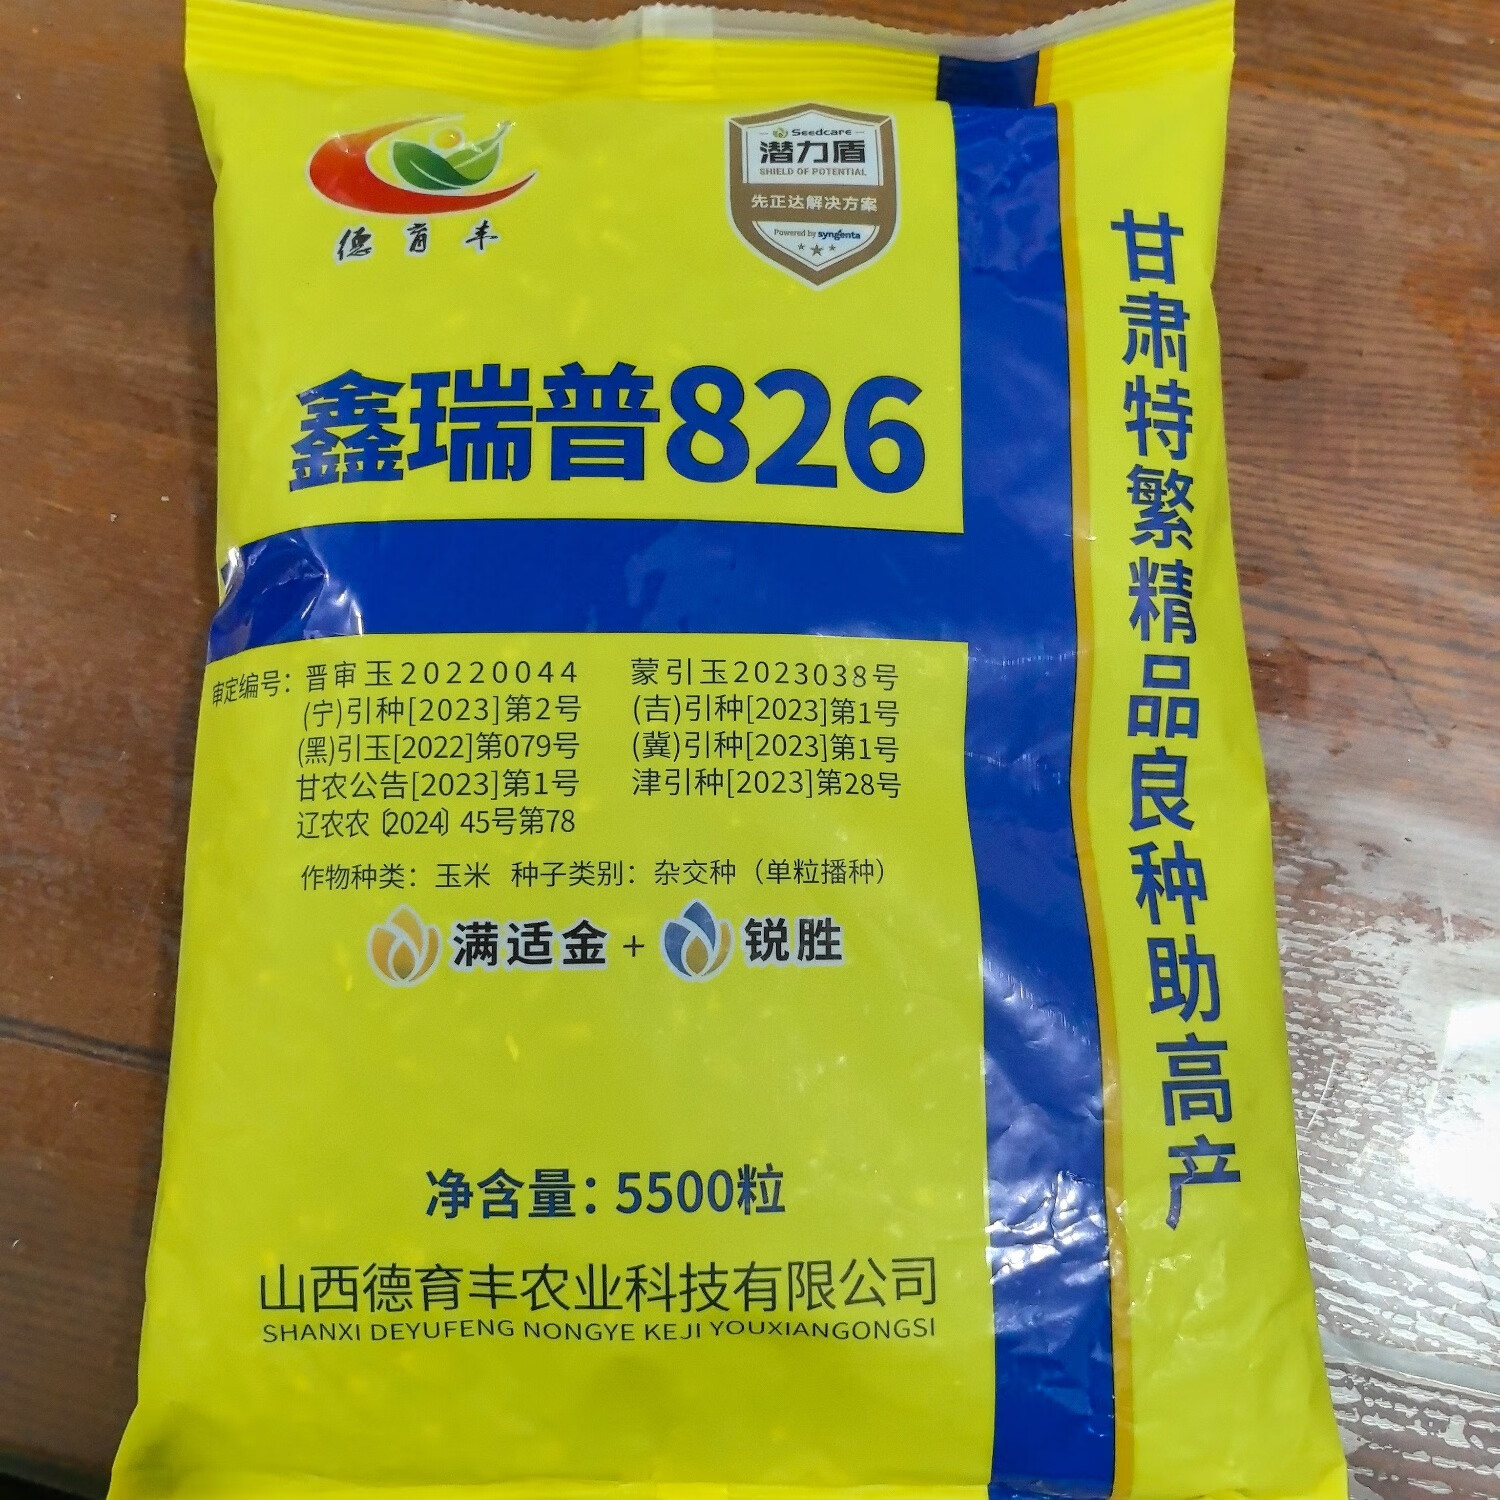 德育丰
Seedcare
潜力盾
SHIELD OF POTENTIAL
先正达解决方案
Powered by syngenta
鑫瑞普826
审定编号：晋审玉20220044 蒙引玉2023038号
(宁)引种[2023]第2号 (吉)引种[2023]第1号
(黑)引玉[2022]第079号 (冀)引种[2023]第1号
甘农公告[2023]第1号 津引种[2023]第28号
辽农农〔2024〕45号第78
作物种类：玉米 种子类别：杂交种（单粒播种）
满适金+锐胜
净含量：5500粒
山西德育丰农业科技有限公司
SHANXI DEYUFENG NONGYE KEJI YOUXIANGONGSI
甘肃特繁精品良种助高产